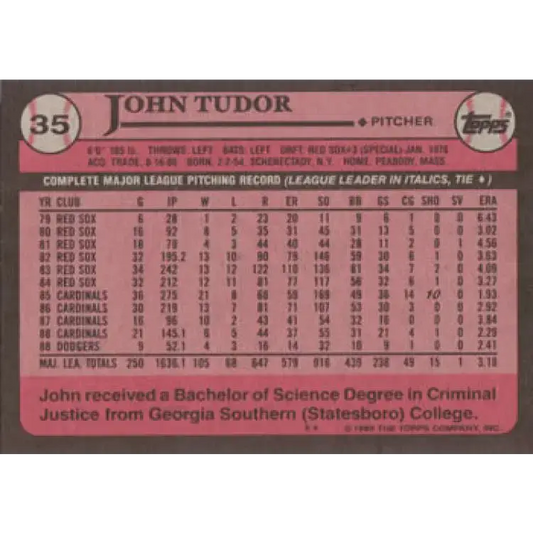 35
JOHN TUDOR
◆ PITCHER
Topps
6'0" 185 lb. THROWS: LEFT BATS: LEFT DRFT: RED SOX #3 (SPECIAL)-JAN. 1976
ACQ. TRADE, 8-16-88 BORN: 2-2-54, SCHENECTADY, N.Y. HOME: PEABODY, MASS.
COMPLETE MAJOR LEAGUE PITCHING RECORD (LEAGUE LEADER IN ITALICS, TIE ♦)
YR CLUB G IP W L R ER SO BB GS CG SHO SV ERA
79 RED SOX 6 28 1 2 23 20 11 9 6 1 0 0 6.43
80 RED SOX 16 92 8 5 35 31 45 31 13 5 0 0 3.02
81 RED SOX 18 79 4 3 44 40 44 28 11 2 0 1 4.56
82 RED SOX 32 195.2 13 10 90 79 146 59 30 6 1 0 3.63
83 RED SOX 34 242 13 12 122 110 136 81 34 7 2 0 4.09
84 RED SOX 32 212 12 11 81 77 117 56 32 6 1 0 3.27
85 CARDINALS 36 275 21 8 68 59 169 49 36 14 10 0 1.93
86 CARDINALS 30 219 13 7 81 71 107 53 30 3 0 2.92
87 CARDINALS 16 96 10 2 43 41 54 32 16 0 0 0 3.84
88 CARDINALS 21 145.1 6 5 44 37 55 31 21 4 1 0 2.29
88 DODGERS 9 52.1 4 3 16 14 32 10 9 1 0 0 2.41
MAJ. LEA. TOTALS 250 1636.1 105 68 647 579 916 439 238 49 15 1 3.18
John received a Bachelor of Science Degree in Criminal
Justice from Georgia Southern (Statesboro) College.
© 1989 THE TOPPS COMPANY, INC.